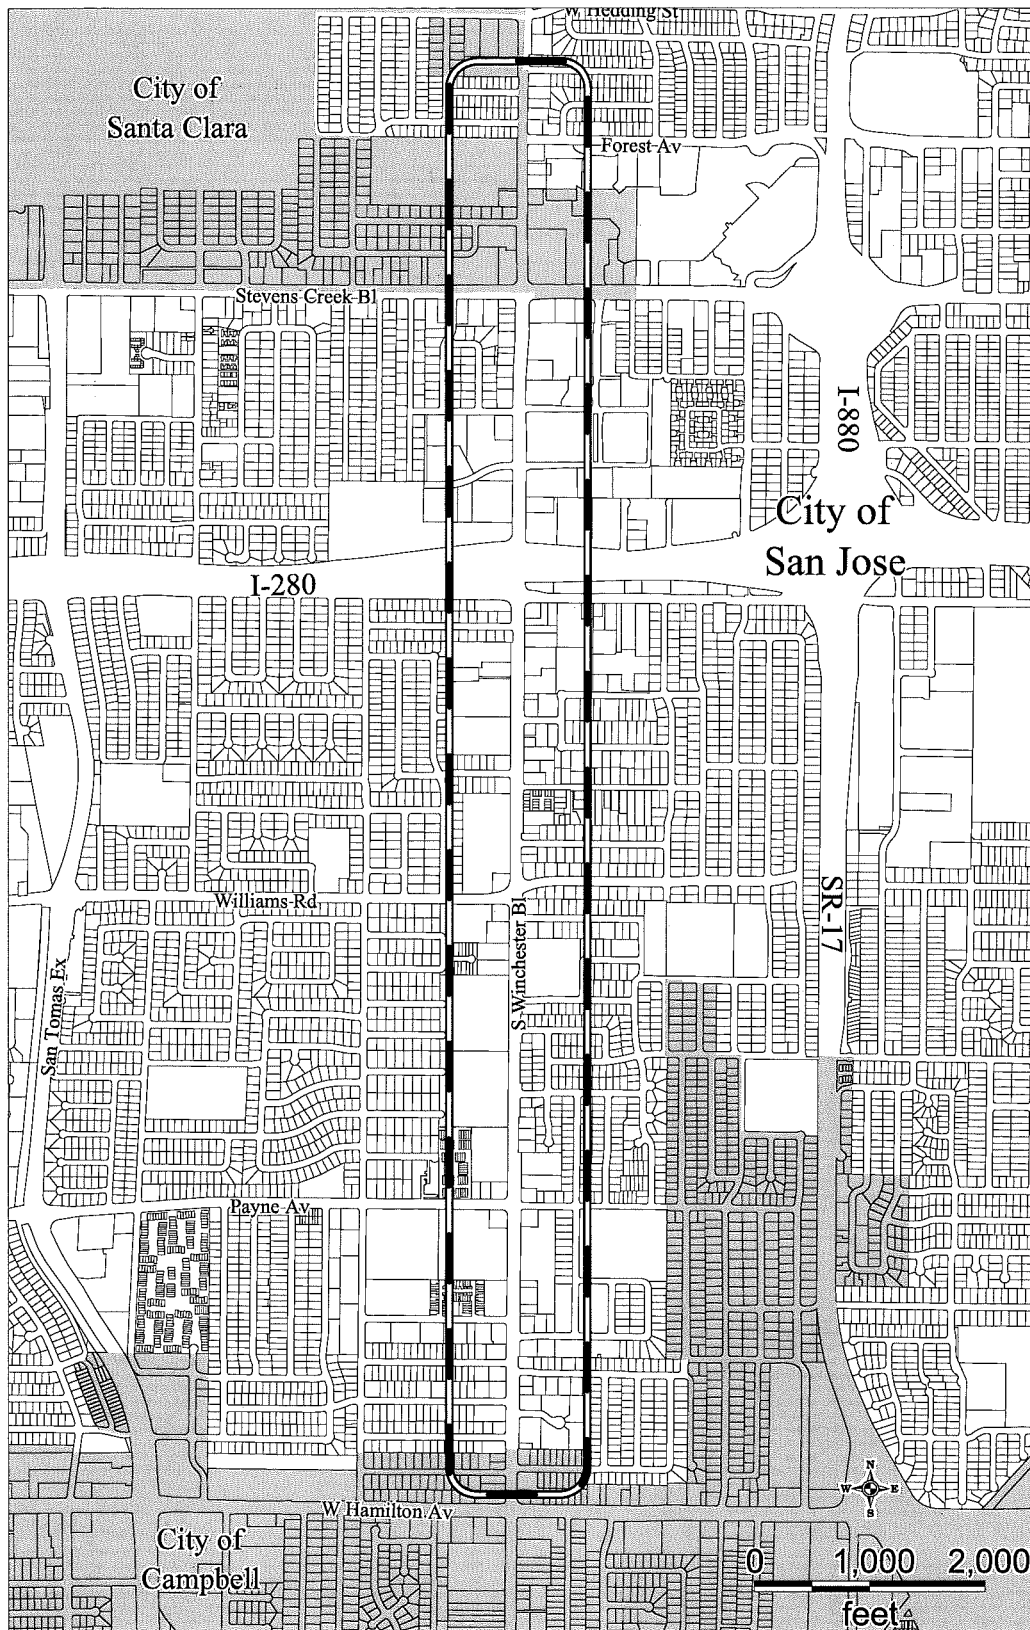 W Hedding St
City of
Santa Clara
Forest Av
Stevens Creek Bl
I-880
City of
San Jose
I-280
Williams Rd
S Winchester Bl
SR-17
San Tomas Ex
Payne Av
W Hamilton Av
N
W E
S
City of
Campbell
0 1,000 2,000
feet